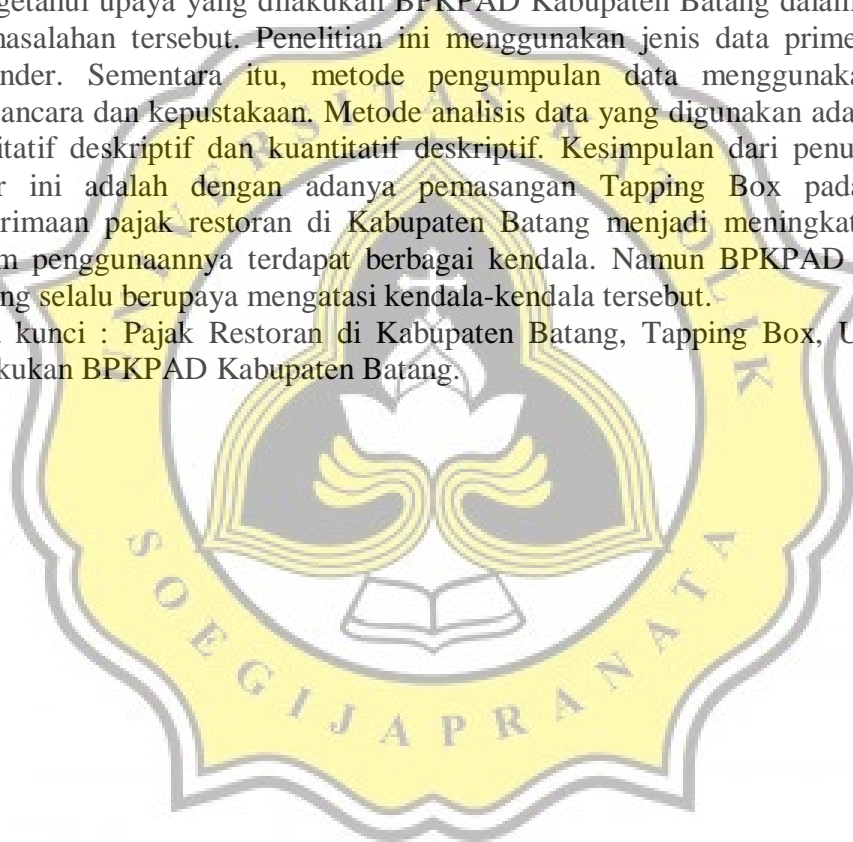 getahui upaya yang dilakukan BPKPAD Kabupaten Batang dalam
masalahan tersebut. Penelitian ini menggunakan jenis data prime
nder. Sementara itu, metode pengumpulan data menggunaka
ancara dan kepustakaan. Metode analisis data yang digunakan ada
itatif deskriptif dan kuantitatif deskriptif. Kesimpulan dari penu
r ini adalah dengan adanya pemasangan Tapping Box pada
rimaan pajak restoran di Kabupaten Batang menjadi meningkat
m penggunaannya terdapat berbagai kendala. Namun BPKPAD
ng selalu berupaya mengatasi kendala-kendala tersebut.
kunci : Pajak Restoran di Kabupaten Batang, Tapping Box, U
kukan BPKPAD Kabupaten Batang.
UNIVERSITAS KATOLIK
SOEGIJAPRANATA